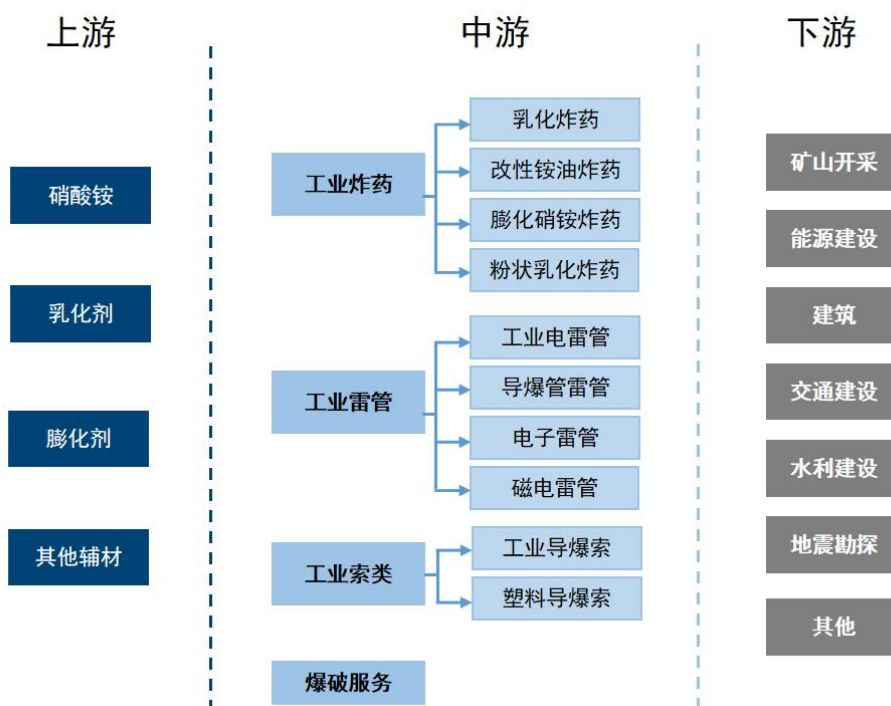 上游
中游
下游
硝酸铵
乳化剂
膨化剂
其他辅材
工业炸药
乳化炸药
改性铵油炸药
膨化硝铵炸药
粉状乳化炸药
工业雷管
工业电雷管
导爆管雷管
电子雷管
磁电雷管
工业索类
工业导爆索
塑料导爆索
爆破服务
矿山开采
能源建设
建筑
交通建设
水利建设
地震勘探
其他